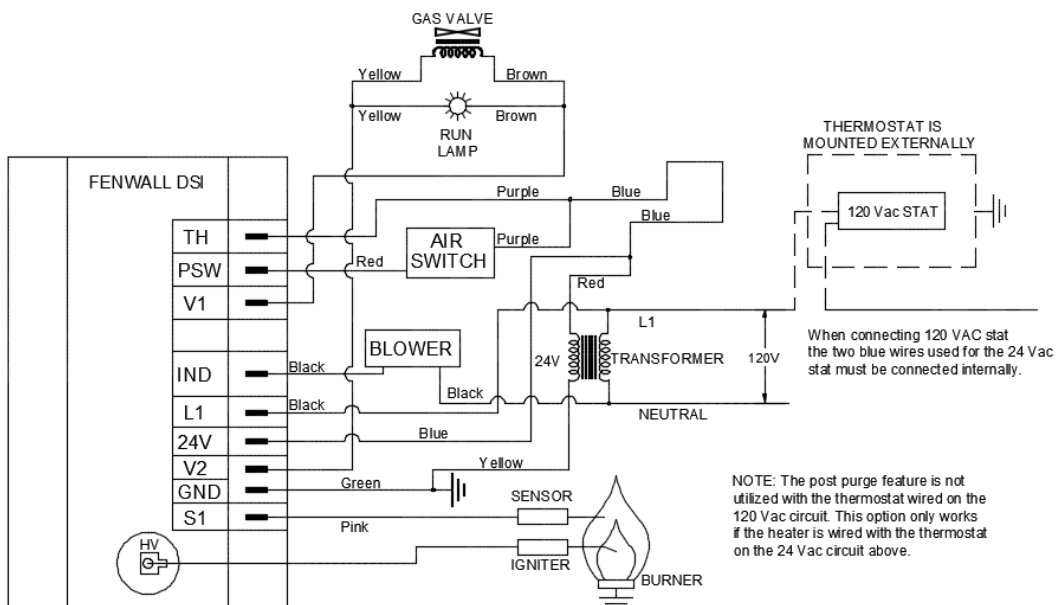 GAS VALVE
Yellow
Brown
Yellow
Brown
RUN
LAMP
THERMOSTAT IS
MOUNTED EXTERNALLY
120 Vac STAT
FENWALL DSI
Purple
Blue
Blue
TH
AIR
SWITCH
Purple
PSW
Red
Red
V1
L1
BLOWER
24V
TRANSFORMER
120V
When connecting 120 VAC stat
the two blue wires used for the 24 Vac
stat must be connected internally.
IND
Black
Black
L1
Black
NEUTRAL
24V
Blue
V2
Yellow
GND
Green
S1
Pink
SENSOR
NOTE: The post purge feature is not
utilized with the thermostat wired on the
120 Vac circuit. This option only works
if the heater is wired with the thermostat
on the 24 Vac circuit above.
HV
IGNITER
BURNER